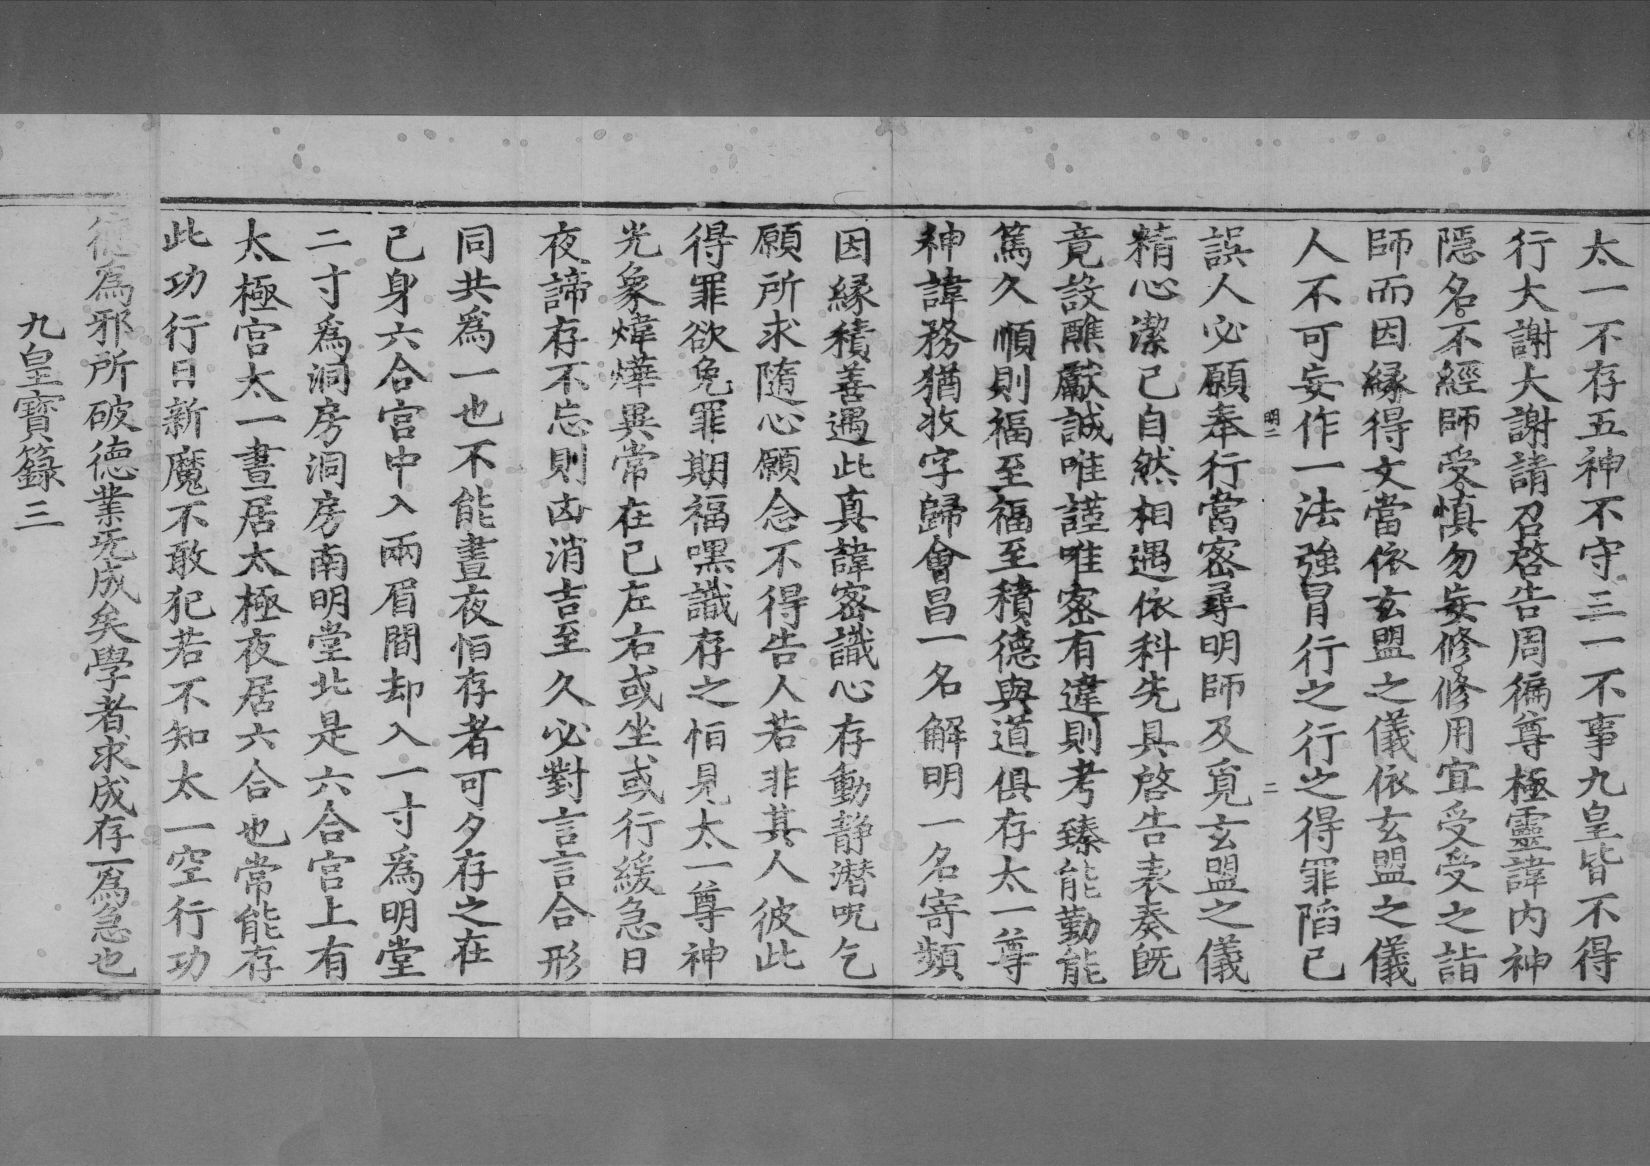 太一不存五神不守三一不事九皇皆不得
行大謝大謝請召啓告周徧尊極靈諱內神
隱名不經師受慎勿妄修修用宜受受之詣
師而因緣得文當依玄盟之儀依玄盟之儀
人不可妄作一法強冒行之行之得罪陷已
明二 二
誤人必願奉行當密尋明師及覓玄盟之儀
精心潔己自然相遇依科先具啓告表奏旣
竟設醮獻誠唯謹唯密有違則考臻能勤能
篤久順則福至福至積德與道俱存太一尊
神諱務猶收字歸會昌一名解明一名寄頻
因緣積善遇此真諱密識心存動靜潛呪乞
願所求隨心願念不得告人若非其人彼此
得罪欲免罪期福嘿識存之怕見太一尊神
光象煒燁異常在已左右或坐或行緩急日
夜諦存不忘則凶消吉至久必對言言合形
同共爲一也不能晝夜怕存者可夕存之在
己身六合宮中入兩眉間却入一寸爲明堂
二寸爲洞房洞房南明堂北是六合宮上有
太極宮太一晝居太極夜居六合也常能存
此功行日新魔不敢犯若不知太一空行功
德為邪所破德業旡成矣學者求成存一爲急也
九皇寶籙三